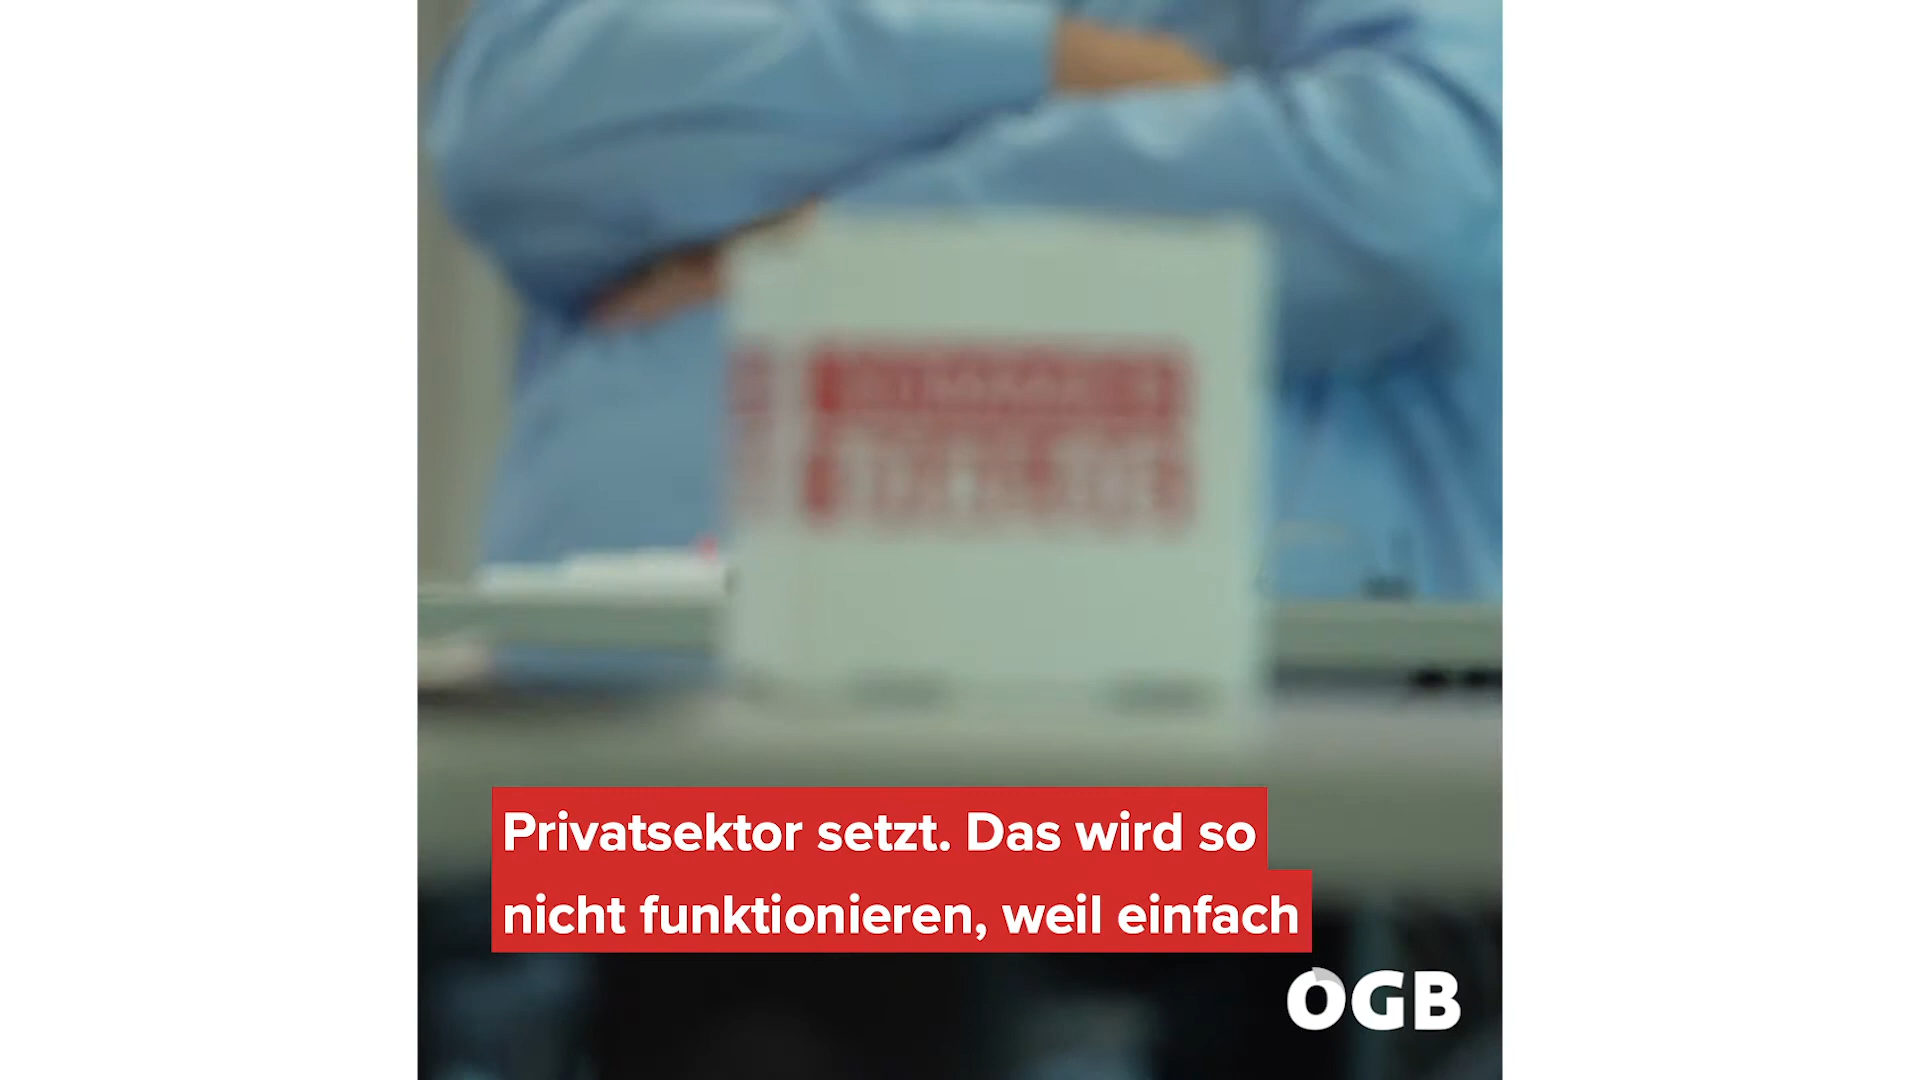 Privatsektor setzt. Das wird so
nicht funktionieren, weil einfach
ÖGB